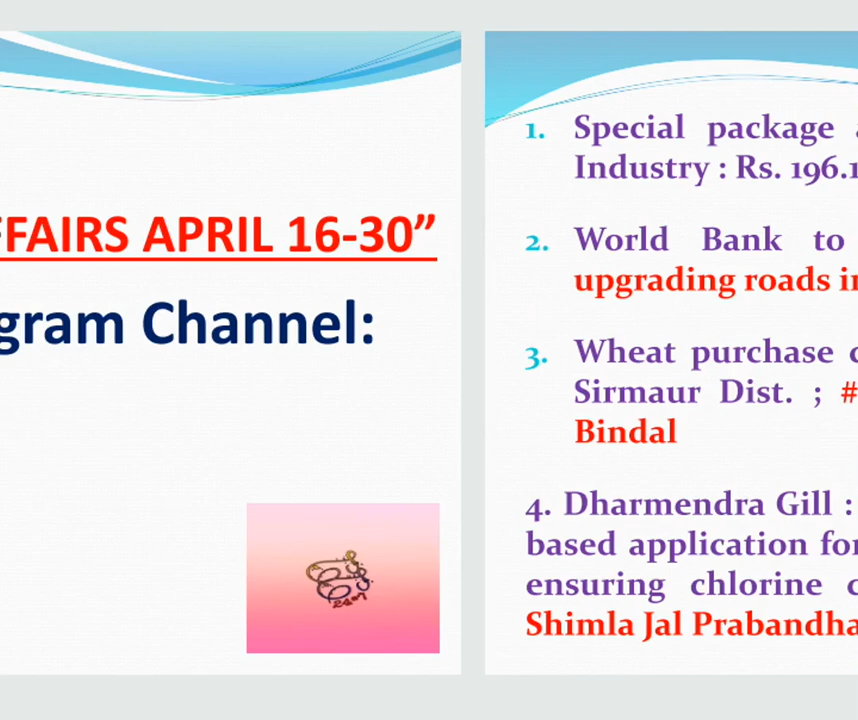 FFAIRS APRIL 16-30”
gram Channel:
1. Special package
Industry : Rs. 196.1
2. World Bank to
upgrading roads in
3. Wheat purchase
Sirmaur Dist. ; #
Bindal
4. Dharmendra Gill :
based application for
ensuring chlorine
Shimla Jal Prabandha